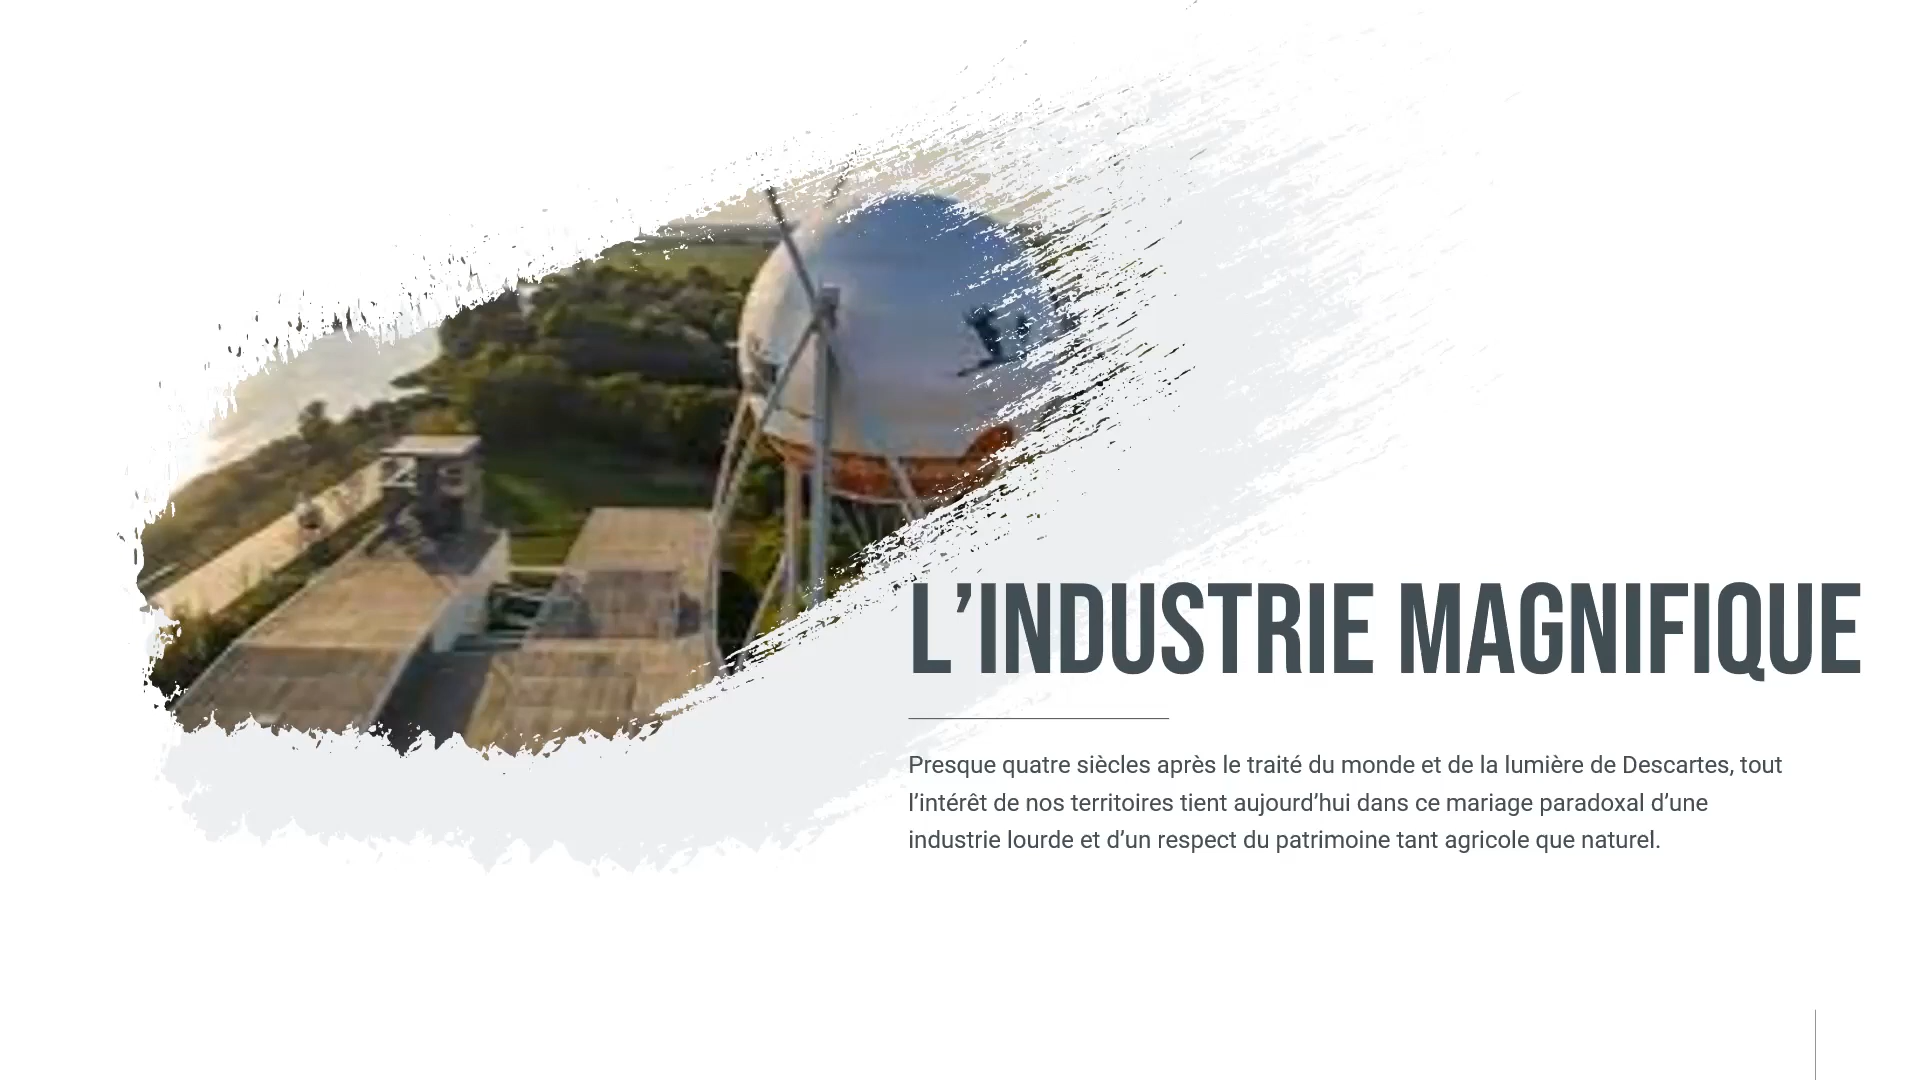 L’INDUSTRIE MAGNIFIQUE
Presque quatre siècles après le traité du monde et de la lumière de Descartes, tout
l’intérêt de nos territoires tient aujourd’hui dans ce mariage paradoxal d’une
industrie lourde et d’un respect du patrimoine tant agricole que naturel.